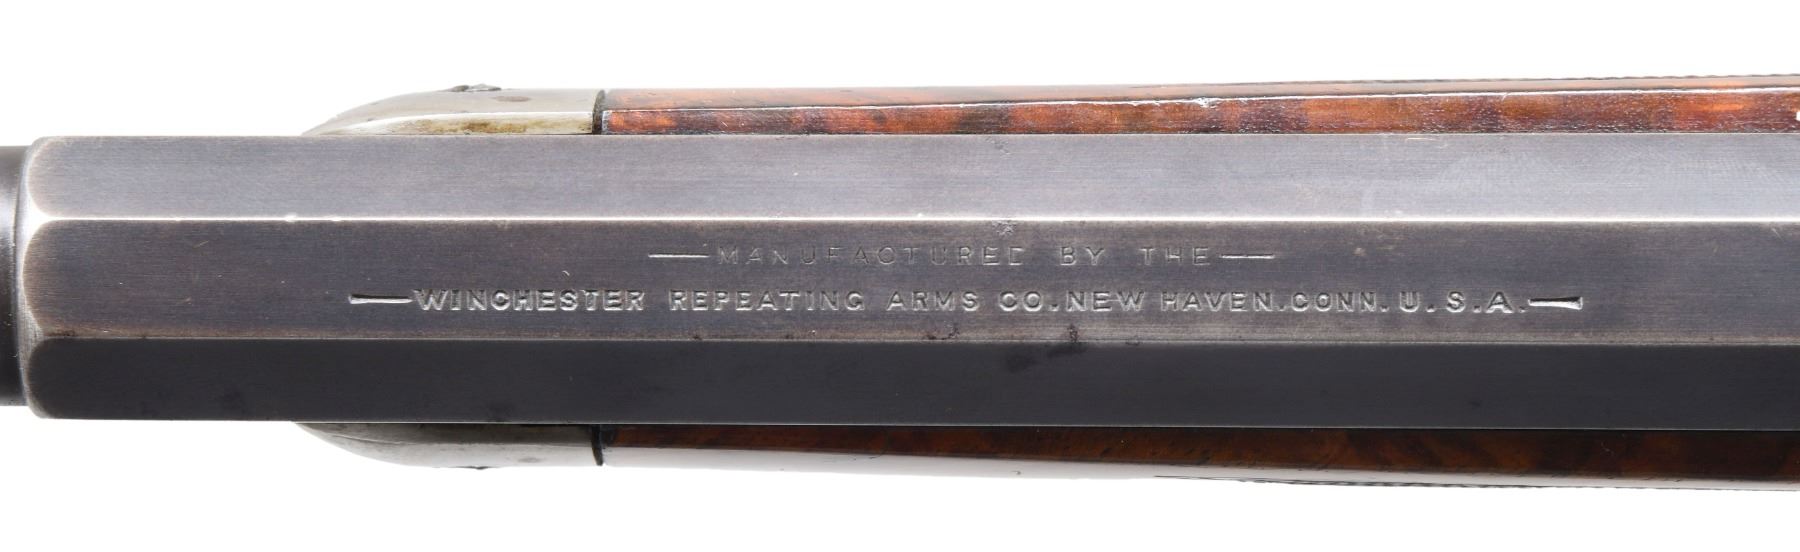 —MANUFACTURED BY THE—
—WINCHESTER REPEATING ARMS CO. NEW HAVEN. CONN. U.S.A.—